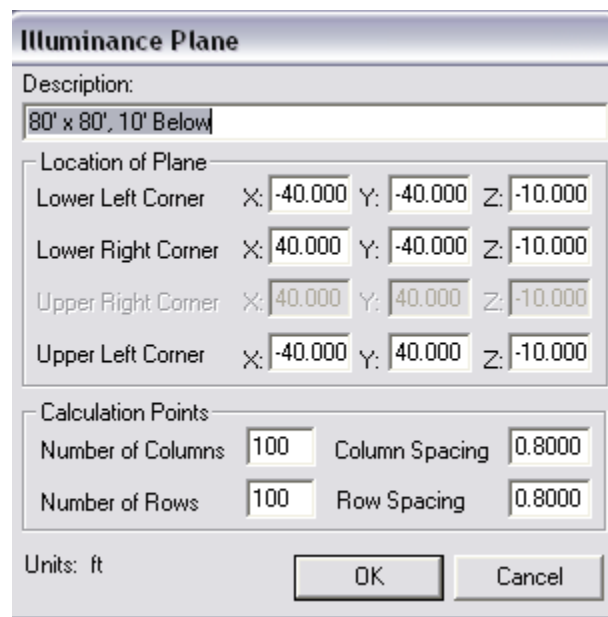 Illuminance Plane
Description:
80' x 80', 10' Below
Location of Plane
Lower Left Corner X: -40.000 Y: -40.000 Z: -10.000
Lower Right Corner X: 40.000 Y: -40.000 Z: -10.000
Upper Right Corner X: 40.000 Y: 40.000 Z: -10.000
Upper Left Corner X: -40.000 Y: 40.000 Z: -10.000
Calculation Points
Number of Columns 100 Column Spacing 0.8000
Number of Rows 100 Row Spacing 0.8000
Units: ft OK Cancel